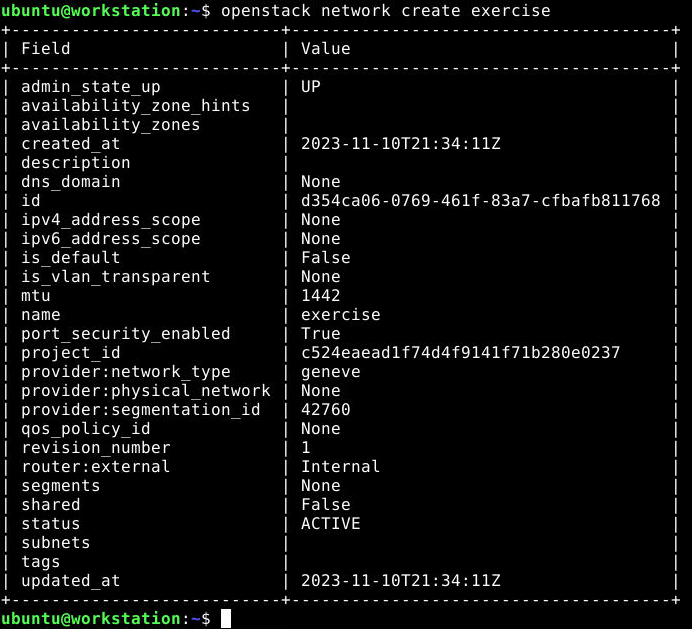 ubuntu@workstation:~$ openstack network create exercise
+---------------------------+--------------------------------------+
| Field                     | Value                                |
+---------------------------+--------------------------------------+
| admin_state_up            | UP                                   |
| availability_zone_hints   |                                      |
| availability_zones        |                                      |
| created_at                | 2023-11-10T21:34:11Z                 |
| description               |                                      |
| dns_domain                | None                                 |
| id                        | d354ca06-0769-461f-83a7-cfbafb811768 |
| ipv4_address_scope        | None                                 |
| ipv6_address_scope        | None                                 |
| is_default                | False                                |
| is_vlan_transparent       | None                                 |
| mtu                       | 1442                                 |
| name                      | exercise                             |
| port_security_enabled     | True                                 |
| project_id                | c524eaead1f74d4f9141f71b280e0237     |
| provider:network_type     | geneve                               |
| provider:physical_network | None                                 |
| provider:segmentation_id  | 42760                                |
| qos_policy_id             | None                                 |
| revision_number           | 1                                    |
| router:external           | Internal                             |
| segments                  | None                                 |
| shared                    | False                                |
| status                    | ACTIVE                               |
| subnets                   |                                      |
| tags                      |                                      |
| updated_at                | 2023-11-10T21:34:11Z                 |
+---------------------------+--------------------------------------+
ubuntu@workstation:~$